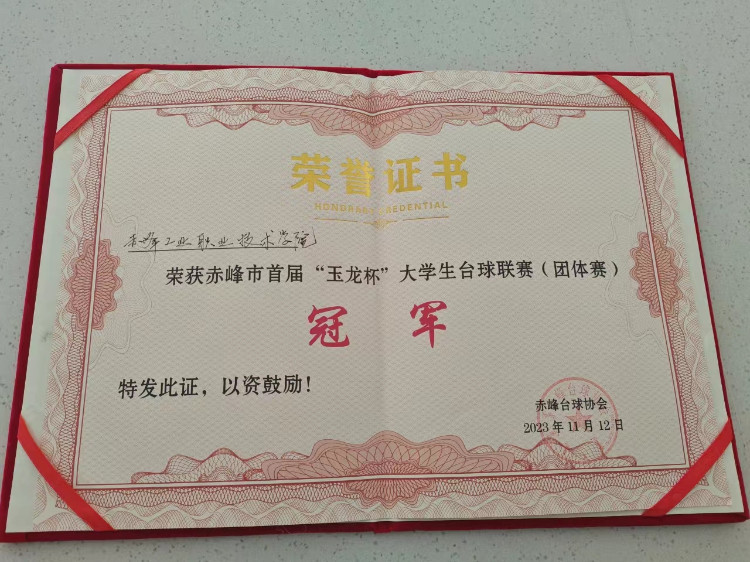 荣誉证书
HONORARY CREDENTIAL
赤峰工业职业技术学院
荣获赤峰市首届“玉龙杯”大学生台球联赛（团体赛）
冠 军
特发此证，以资鼓励！
赤峰台球协会
2023年11月12日